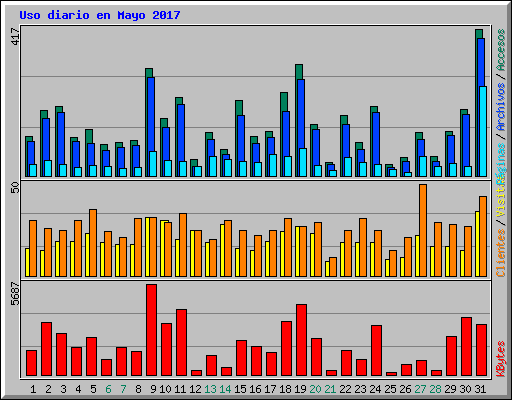 Uso diario en Mayo 2017
417
50
5687
Páginas / Archivos / Accesos
Clientes / Visitas
KBytes
1 2 3 4 5 6 7 8 9 10 11 12 13 14 15 16 17 18 19 20 21 22 23 24 25 26 27 28 29 30 31